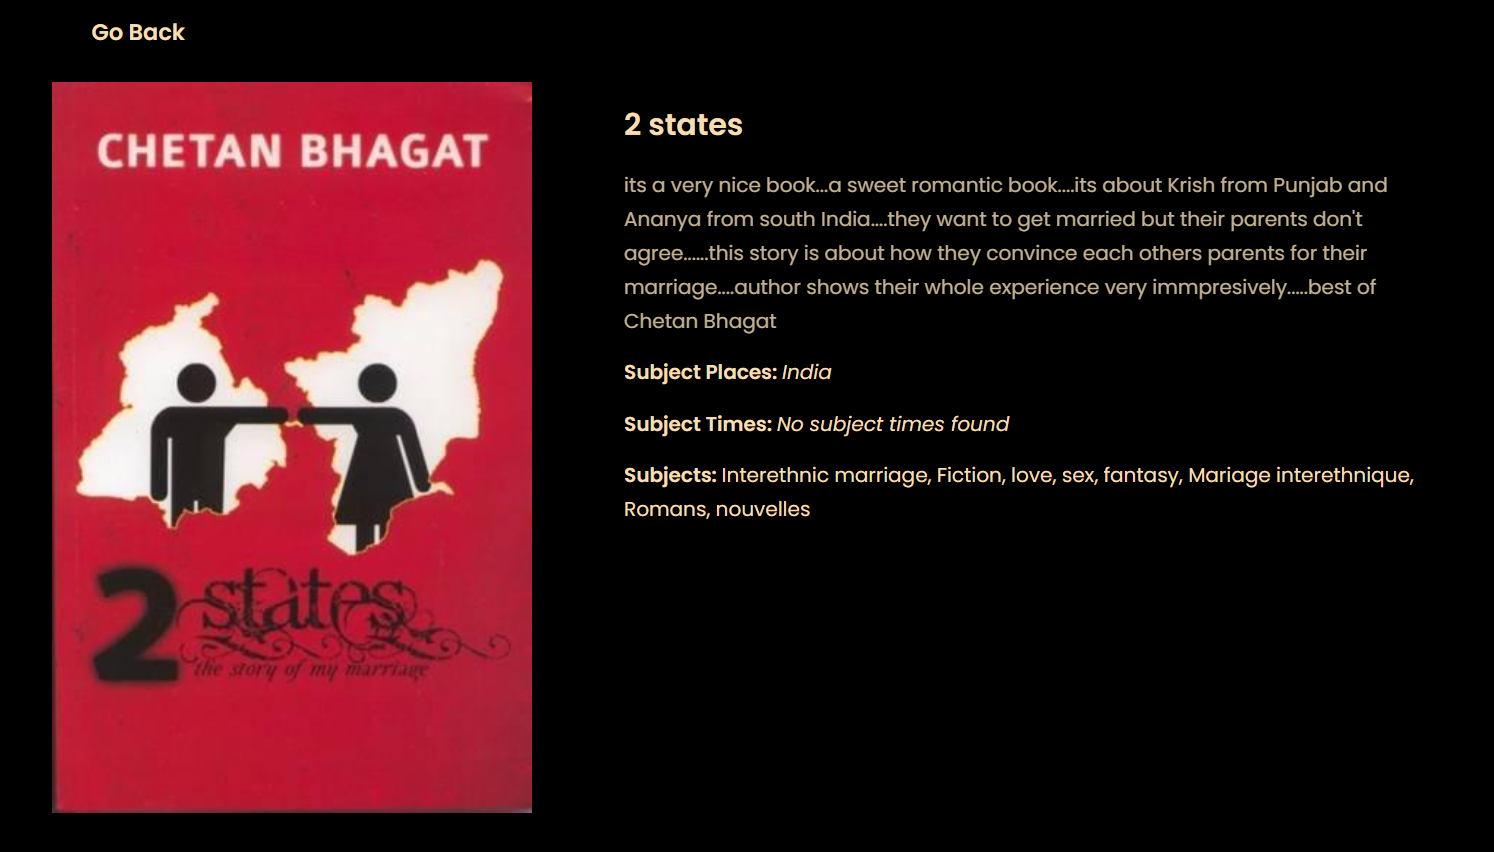 Go Back
CHETAN BHAGAT
2 states
the story of my marriage
2 states
its a very nice book...a sweet romantic book....its about Krish from Punjab and
Ananya from south India....they want to get married but their parents don't
agree......this story is about how they convince each others parents for their
marriage....author shows their whole experience very immpresively.....best of
Chetan Bhagat
Subject Places: India
Subject Times: No subject times found
Subjects: Interethnic marriage, Fiction, love, sex, fantasy, Mariage interethnique,
Romans, nouvelles